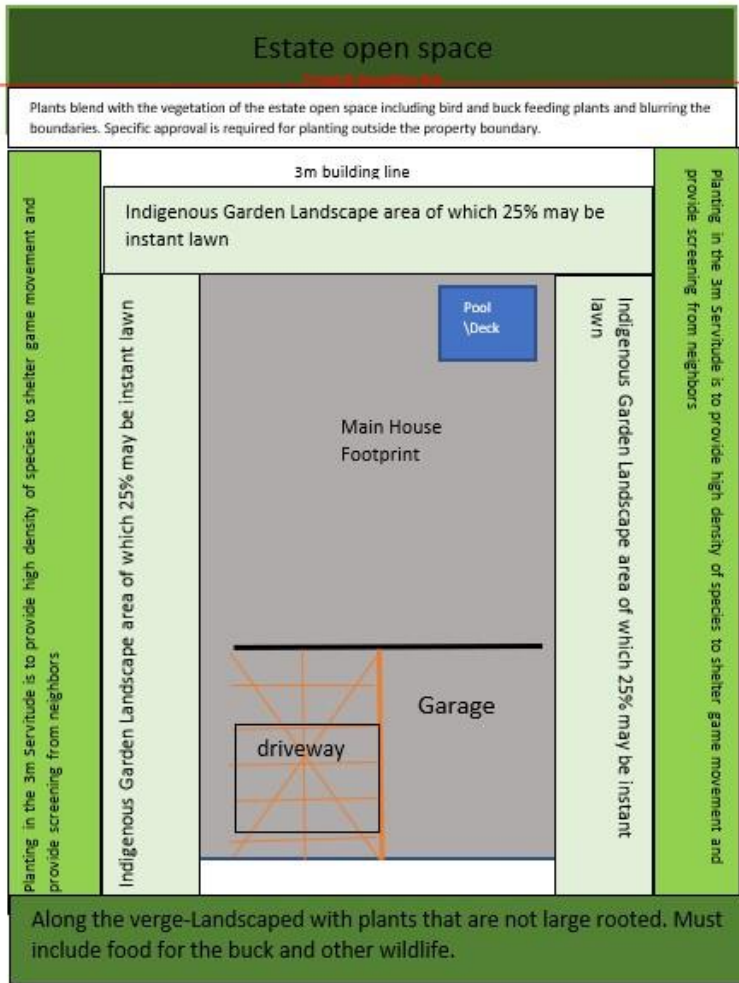 Estate open space
Plants blend with the vegetation of the estate open space including bird and buck feeding plants and blurring the
boundaries. Specific approval is required for planting outside the property boundary.
3m building line
Indigenous Garden Landscape area of which 25% may be
instant lawn
Planting in the 3m Servitude is to provide high density of species to shelter game movement and
provide screening from neighbors
Indigenous Garden Landscape area of which 25% may be instant lawn
Pool
\Deck
Main House
Footprint
Garage
driveway
Indigenous Garden Landscape area of which 25% may be instant
lawn
Planting in the 3m Servitude is to provide high density of species to shelter game movement and
provide screening from neighbors
Along the verge-Landscaped with plants that are not large rooted. Must
include food for the buck and other wildlife.